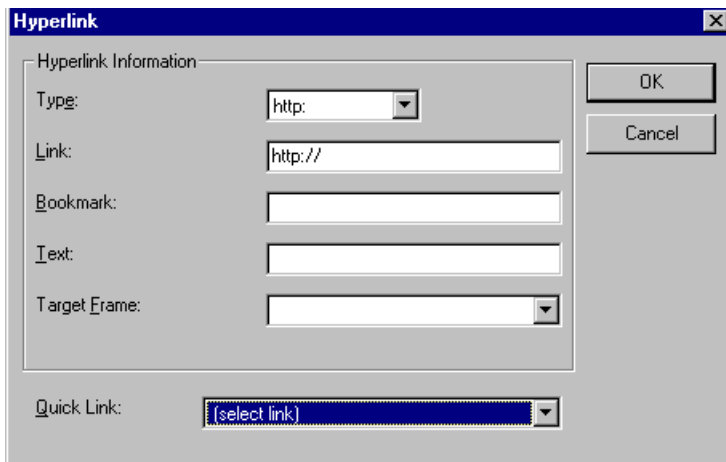 Hyperlink
Hyperlink Information
Type:
http:
OK
Link:
http://
Cancel
Bookmark:
Text:
Target Frame:
Quick Link:
(select link)